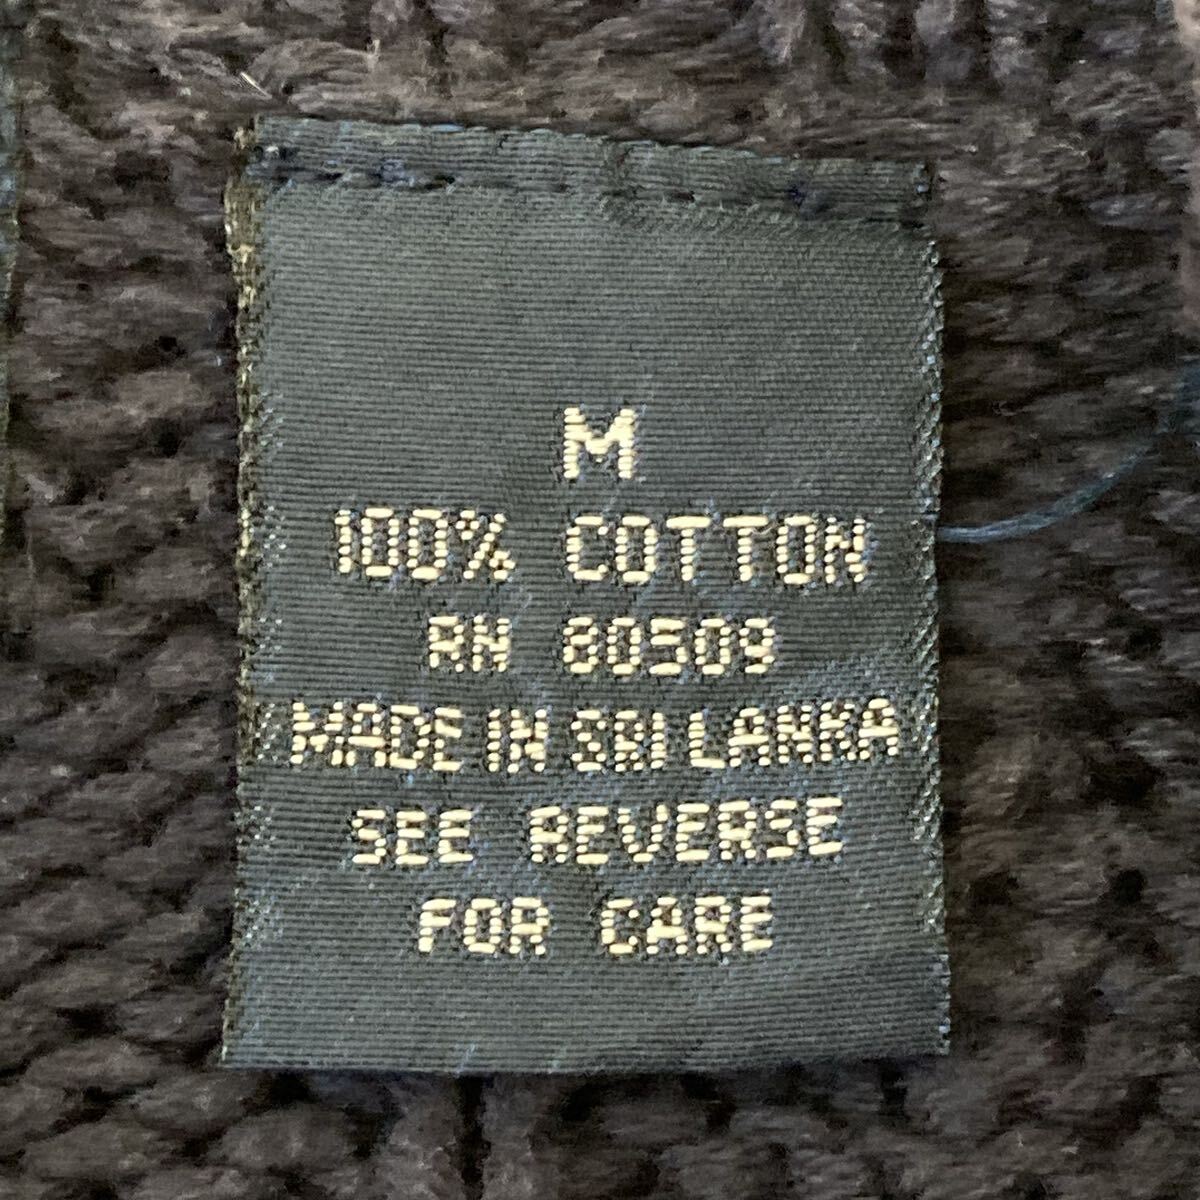 M
100% COTTON
RN 80509
MADE IN SRI LANKA
SEE REVERSE
FOR CARE